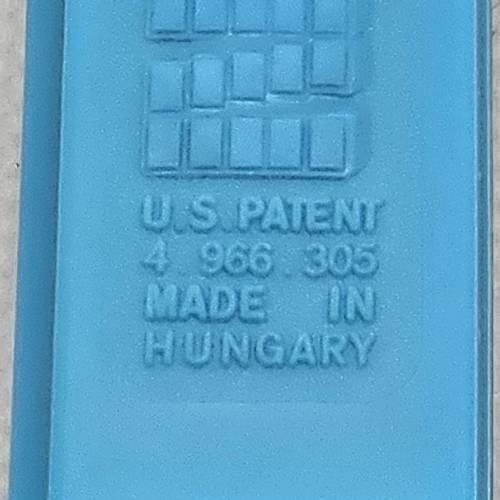 U.S. PATENT
4.966.305
MADE IN
HUNGARY